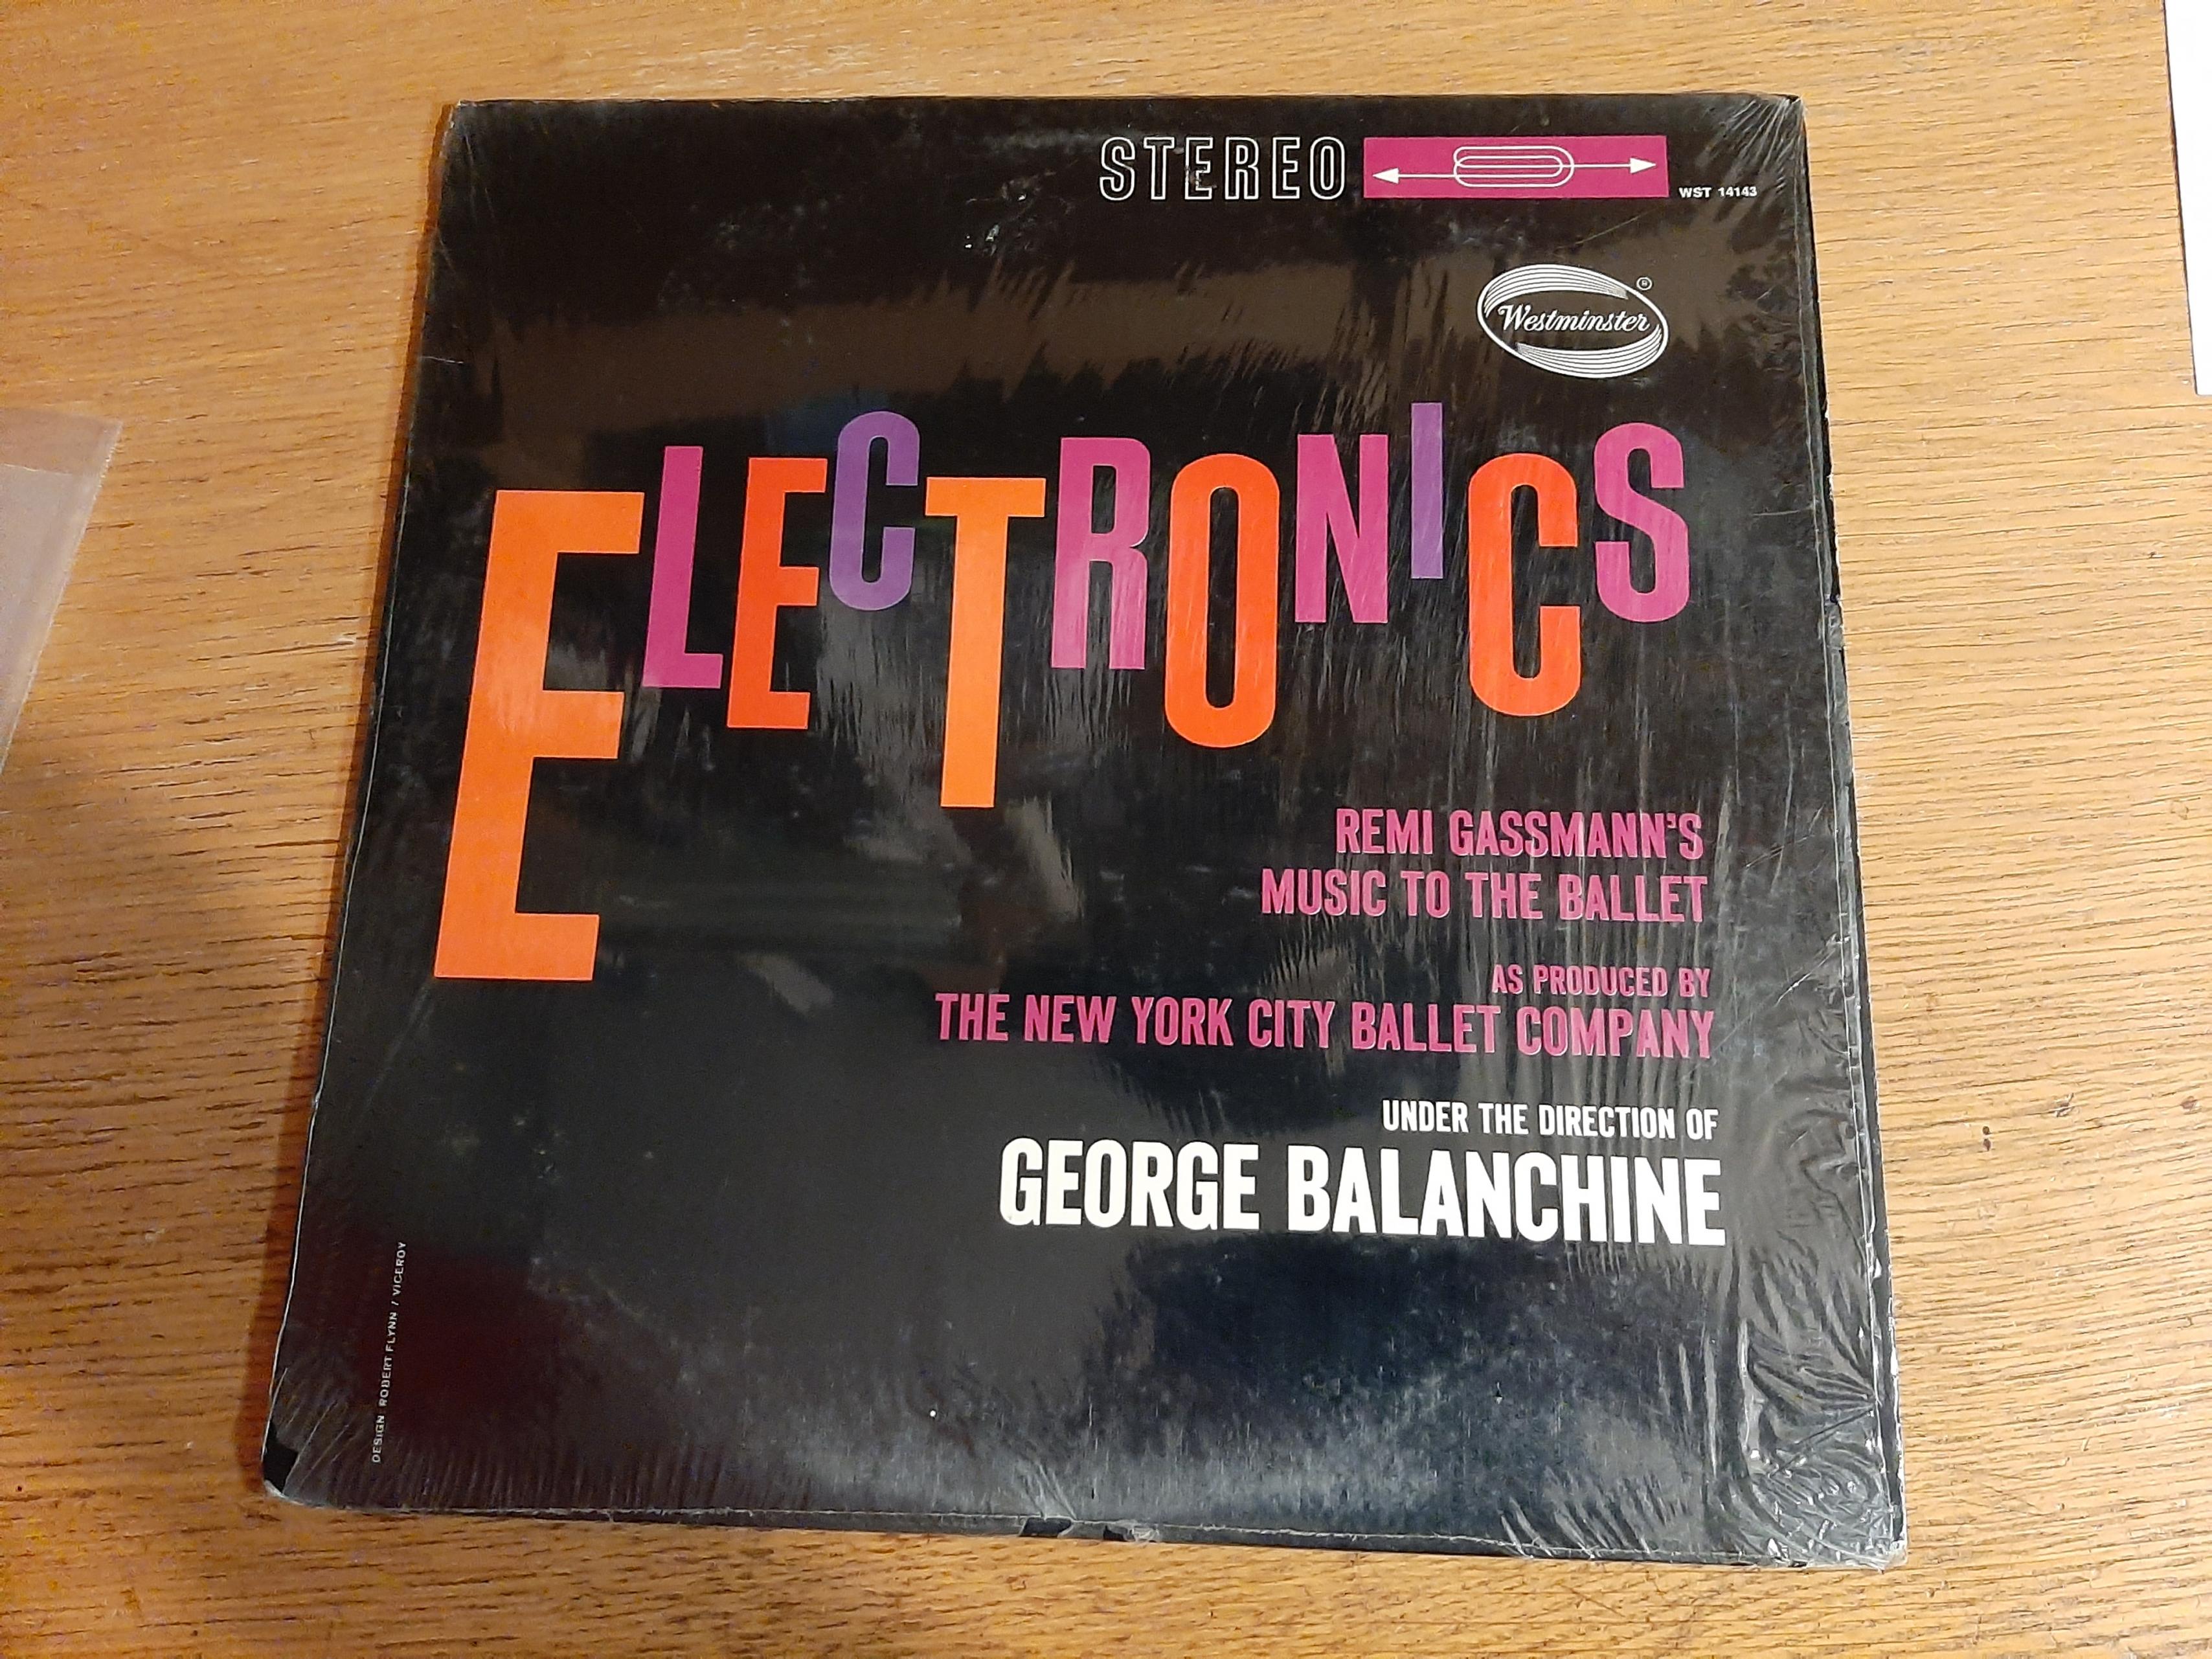 STEREO
WST 14143
Westminster ®
ELECTRONICS
REMI GASSMANN'S
MUSIC TO THE BALLET
AS PRODUCED BY
THE NEW YORK CITY BALLET COMPANY
UNDER THE DIRECTION OF
GEORGE BALANCHINE
DESIGN ROBERT FLYNN / VICEROY